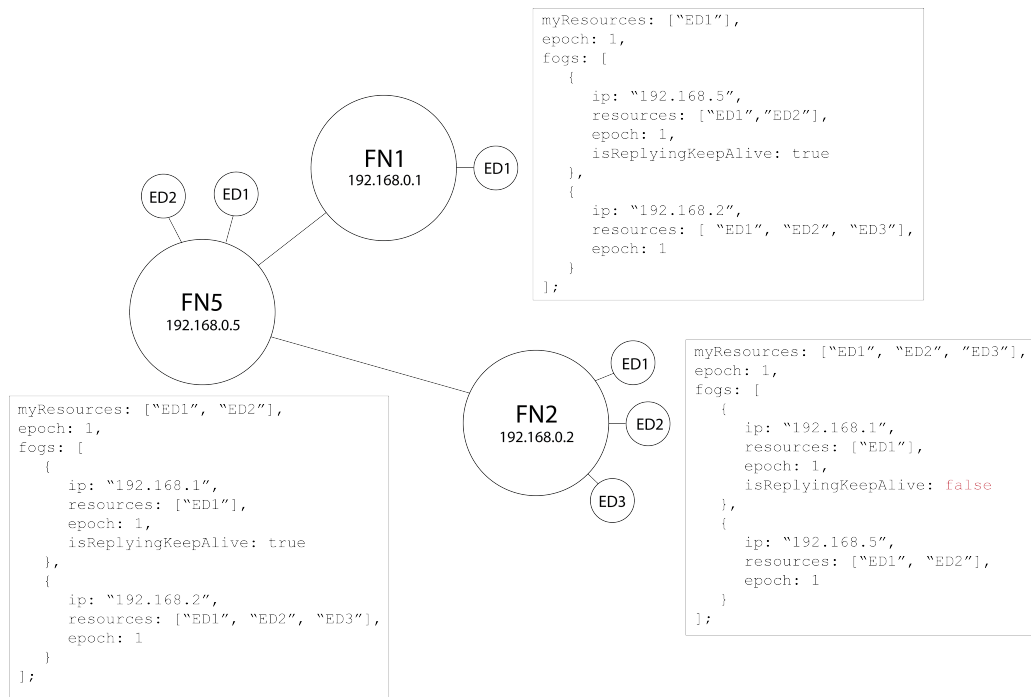 myResources: [“ED1”],
epoch: 1,
fogs: [
{
ip: “192.168.5”,
resources: [“ED1”,”ED2”],
epoch: 1,
isReplyingKeepAlive: true
},
{
ip: “192.168.2”,
resources: [ “ED1”, “ED2”, “ED3”],
epoch: 1
}
];
FN1
192.168.0.1
ED1
ED2
ED1
FN5
192.168.0.5
FN2
192.168.0.2
ED1
ED2
ED3
myResources: [“ED1”, “ED2”, ”ED3”],
epoch: 1,
fogs: [
{
ip: “192.168.1”,
resources: [“ED1”],
epoch: 1,
isReplyingKeepAlive: false
},
{
ip: “192.168.5”,
resources: [“ED1”, “ED2”],
epoch: 1
}
];
myResources: [“ED1”, “ED2”],
epoch: 1,
fogs: [
{
ip: “192.168.1”,
resources: [“ED1”],
epoch: 1,
isReplyingKeepAlive: true
},
{
ip: “192.168.2”,
resources: [“ED1”, “ED2”, “ED3”],
epoch: 1
}
];